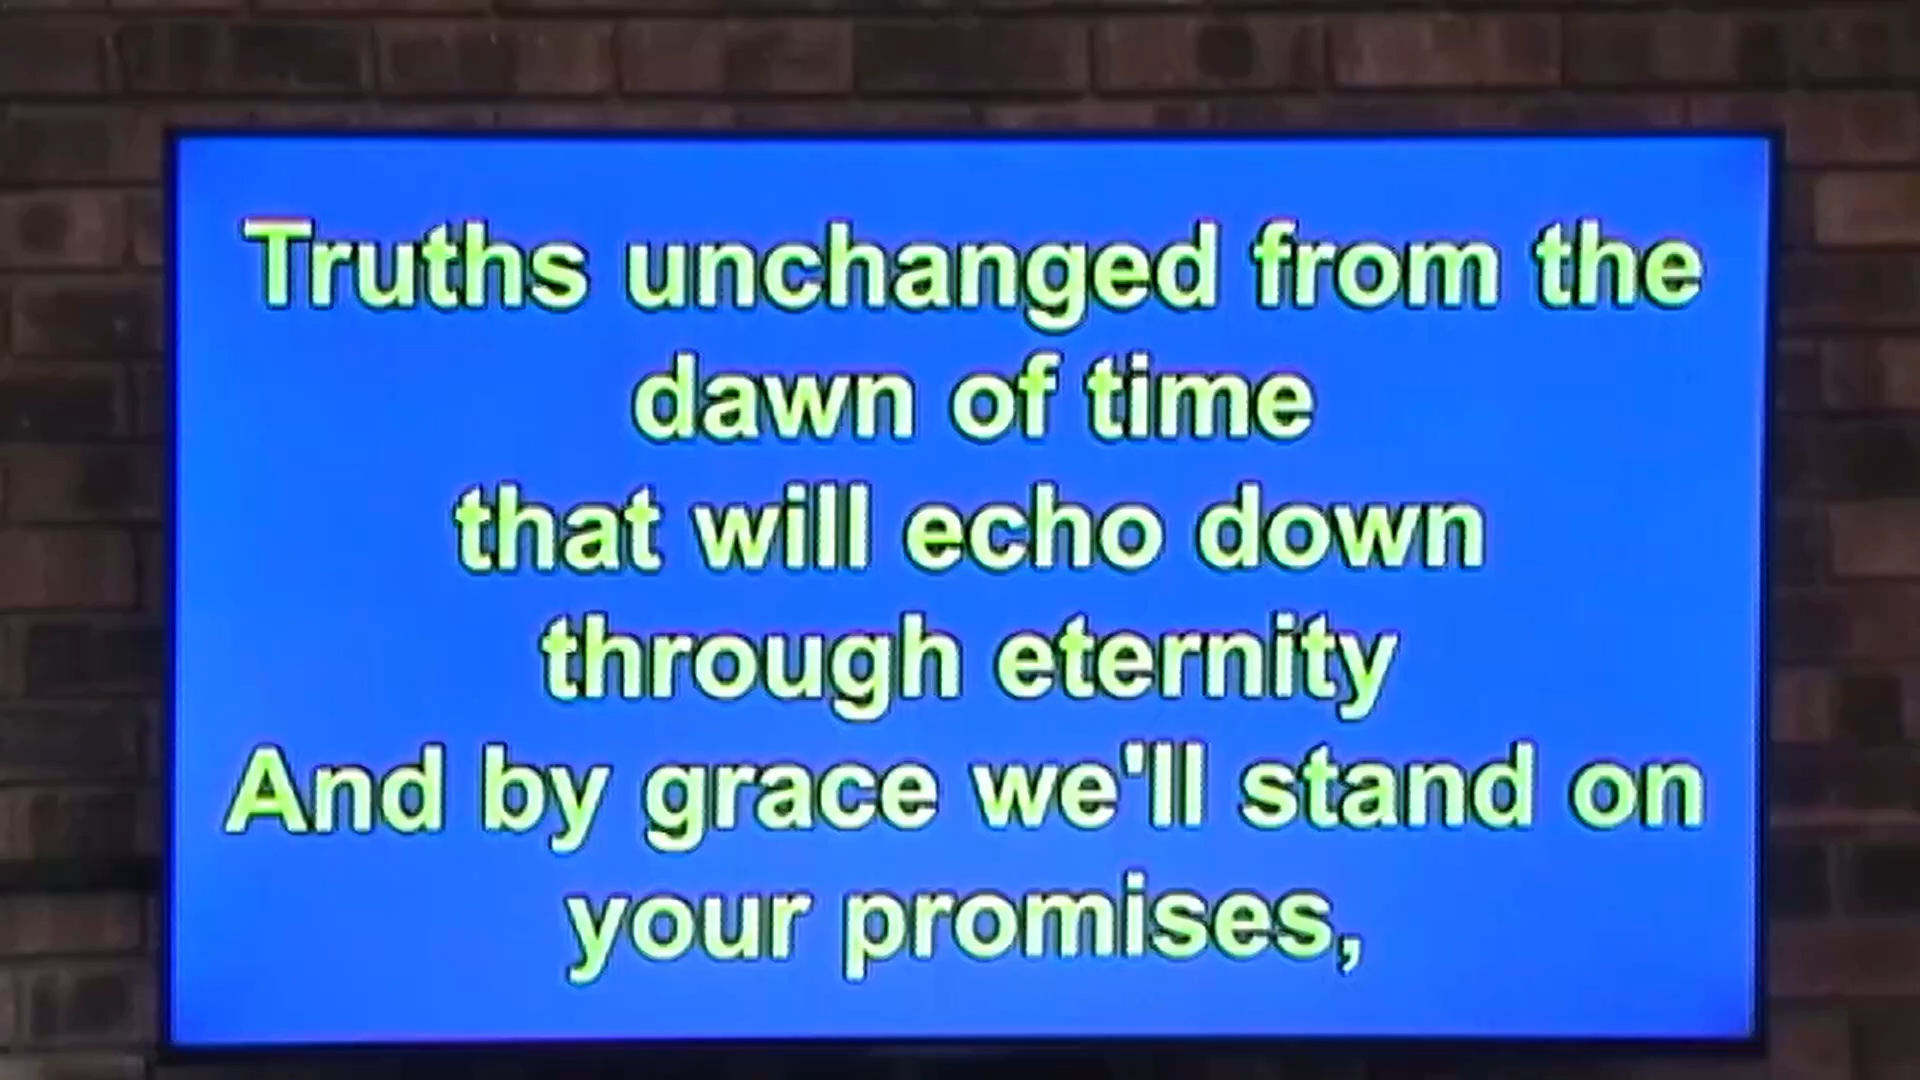 Truths unchanged from the
dawn of time
that will echo down
through eternity
And by grace we'll stand on
your promises,